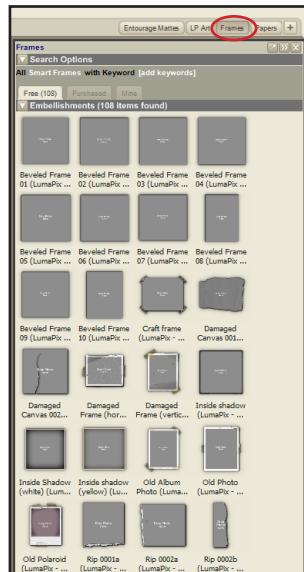 Entourage Mattes LP Art Frames Papers +
Frames
Search Options
All Smart Frames with Keyword [add keywords]
Free (108) Purchased Mine
Embellishments (108 items found)
Beveled Frame Beveled Frame Beveled Frame Beveled Frame
01 (LumaPix ... 02 (LumaPix ... 03 (LumaPix ... 04 (LumaPix ...
Beveled Frame Beveled Frame Beveled Frame Beveled Frame
05 (LumaPix ... 06 (LumaPix ... 07 (LumaPix ... 08 (LumaPix ...
Beveled Frame Beveled Frame Craft frame Damaged
09 (LumaPix ... 10 (LumaPix ... (LumaPix - ... Canvas 001...
Damaged Damaged Damaged Inside shadow
Canvas 002... Frame (hor... Frame (vertic... (LumaPix - ...
Inside Shadow Inside shadow Old Album Old Photo
(white) (Lum... (yellow) (Lu... Photo (Luma... (LumaPix - ...
Old Polaroid Rip 0001a Rip 0002a Rip 0002b
(LumaPix - ... (LumaPix - ... (LumaPix - ... (LumaPix - ...